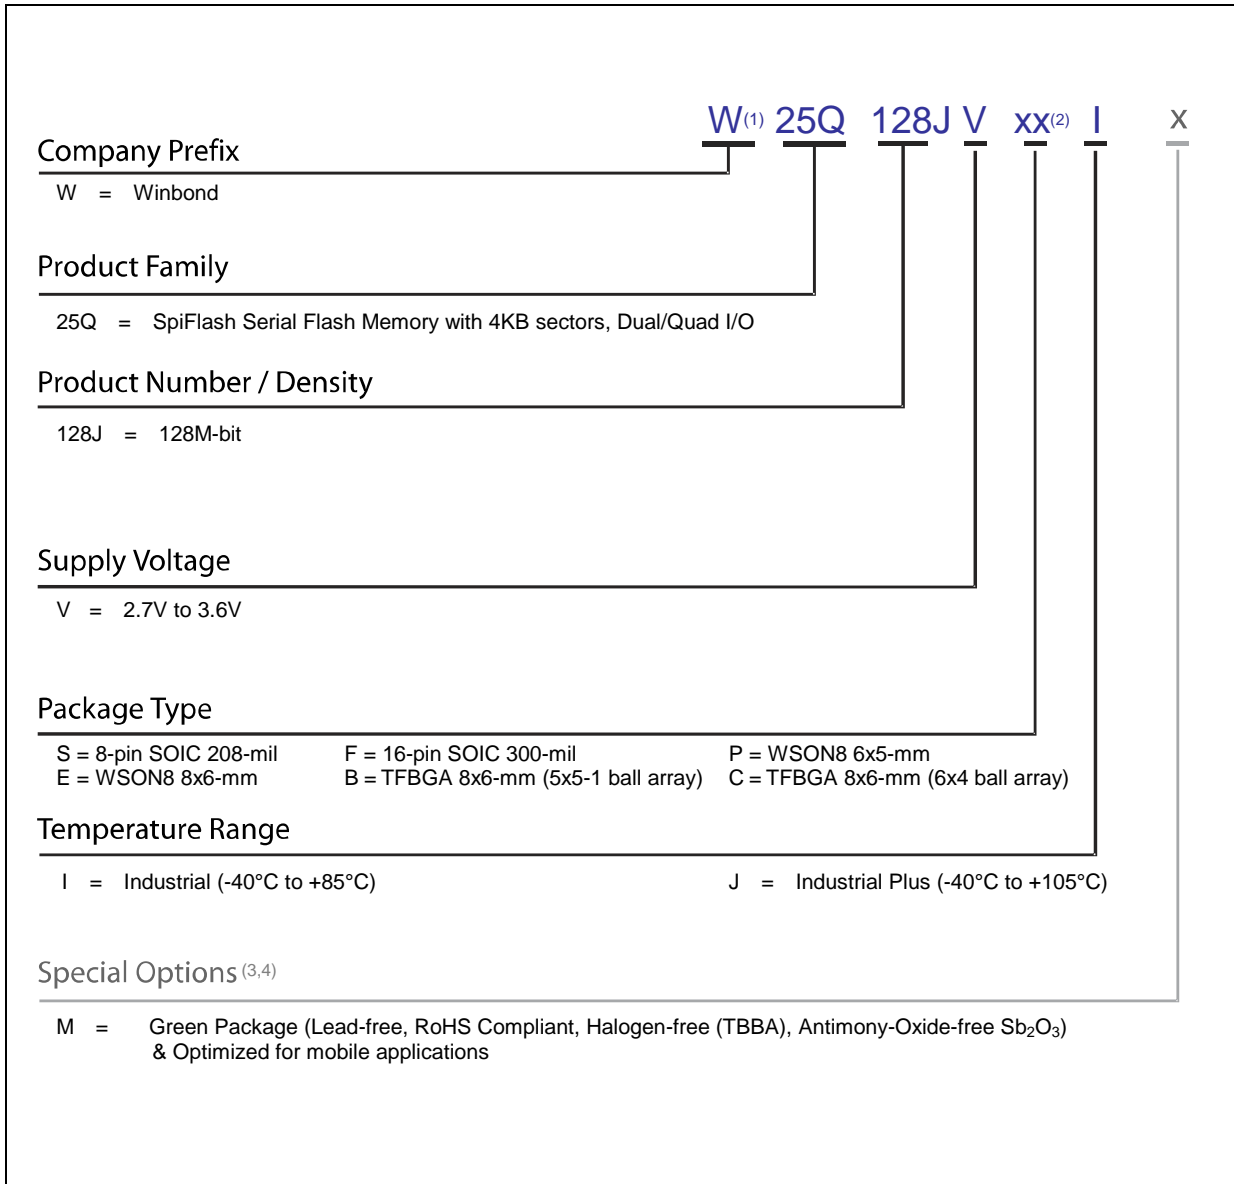 W(1) 25Q 128J V xx(2) I x
Company Prefix
W = Winbond
Product Family
25Q = SpiFlash Serial Flash Memory with 4KB sectors, Dual/Quad I/O
Product Number / Density
128J = 128M-bit
Supply Voltage
V = 2.7V to 3.6V
Package Type
S = 8-pin SOIC 208-mil F = 16-pin SOIC 300-mil P = WSON8 6x5-mm
E = WSON8 8x6-mm B = TFBGA 8x6-mm (5x5-1 ball array) C = TFBGA 8x6-mm (6x4 ball array)
Temperature Range
I = Industrial (-40°C to +85°C) J = Industrial Plus (-40°C to +105°C)
Special Options (3,4)
M = Green Package (Lead-free, RoHS Compliant, Halogen-free (TBBA), Antimony-Oxide-free Sb₂O₃)
& Optimized for mobile applications